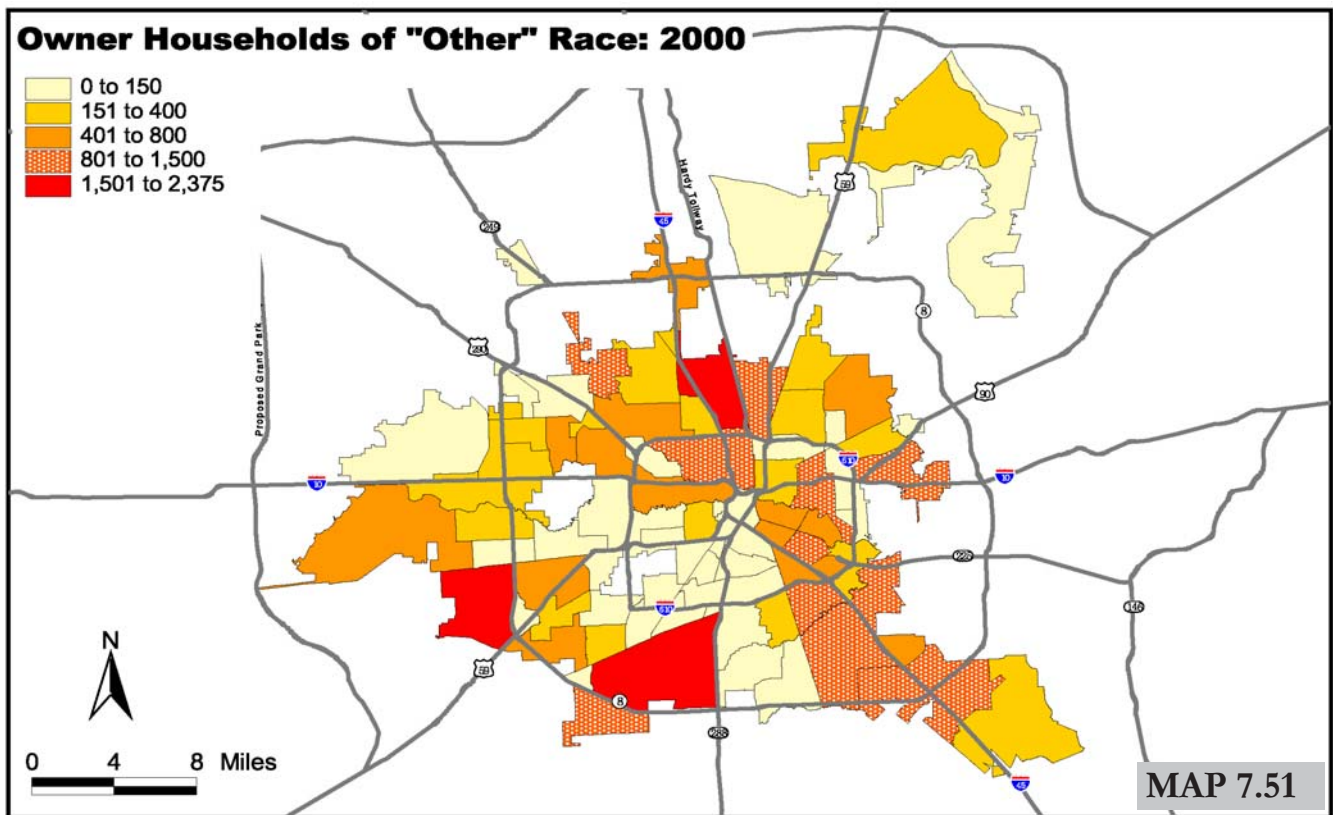 Owner Households of "Other" Race: 2000
0 to 150
151 to 400
401 to 800
801 to 1,500
1,501 to 2,375
Hardy Tollway
59
45
249
8
290
Proposed Grand Park
90
610
10
10
225
146
610
N
59
8
288
0 4 8 Miles
45
MAP 7.51